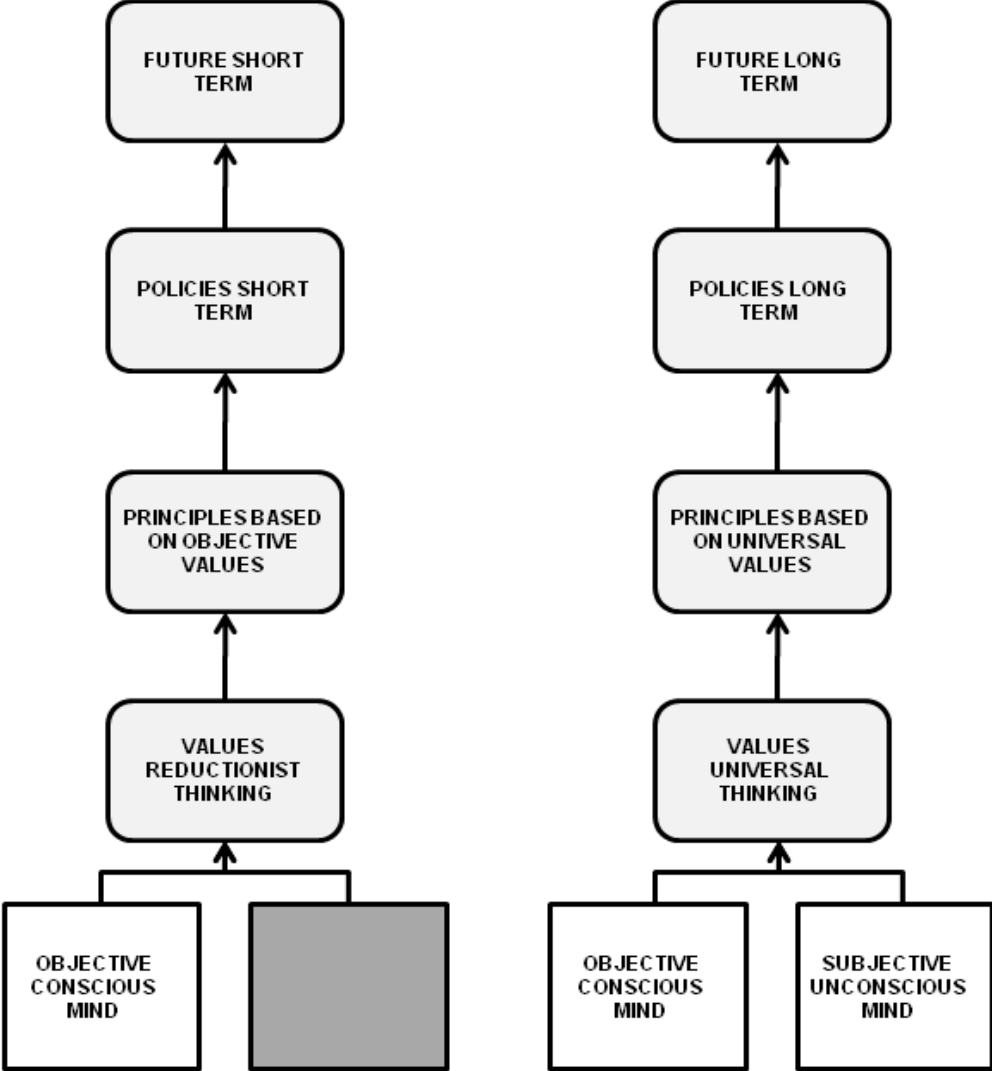 FUTURE SHORT
TERM
POLICIES SHORT
TERM
PRINCIPLES BASED
ON OBJECTIVE
VALUES
VALUES
REDUCTIONIST
THINKING
OBJECTIVE
CONSCIOUS
MIND
FUTURE LONG
TERM
POLICIES LONG
TERM
PRINCIPLES BASED
ON UNIVERSAL
VALUES
VALUES
UNIVERSAL
THINKING
OBJECTIVE
CONSCIOUS
MIND
SUBJECTIVE
UNCONSCIOUS
MIND